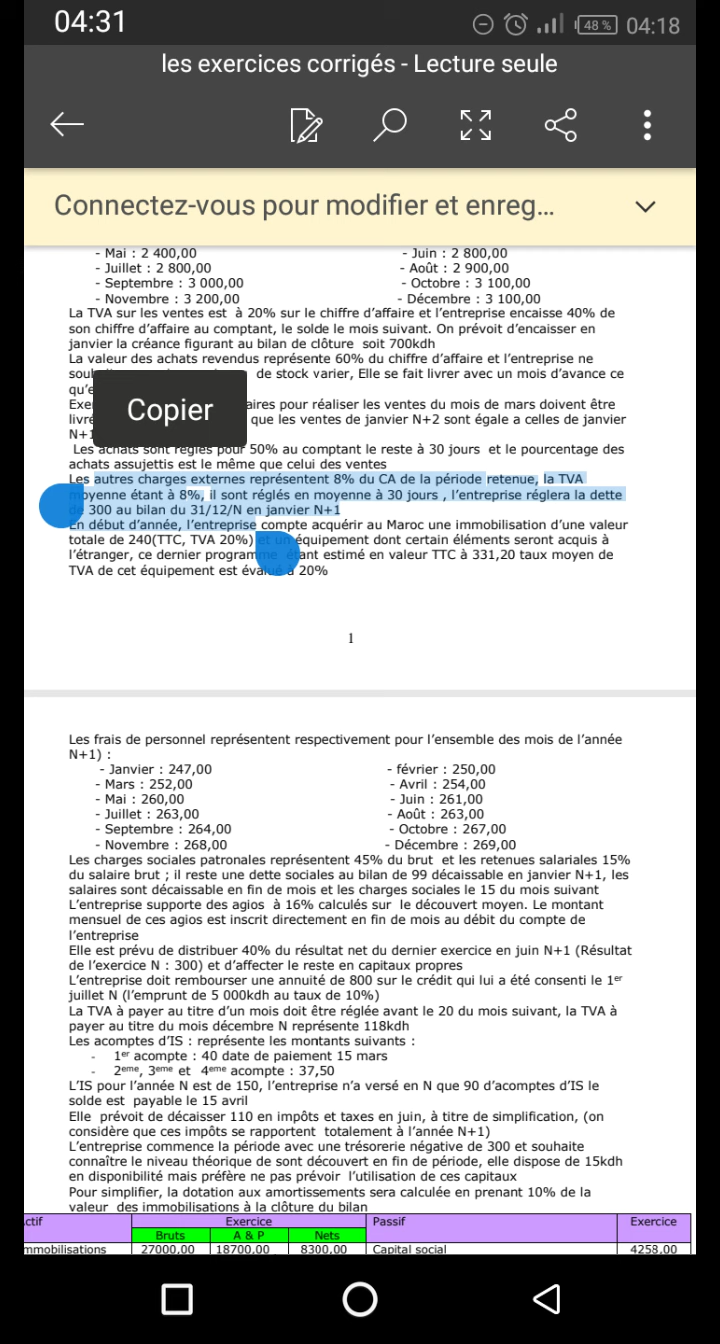 04:31
48 %
04:18
les exercices corrigés - Lecture seule
Connectez-vous pour modifier et enreg...
- Mai : 2 400,00 - Juin : 2 800,00
- Juillet : 2 800,00 - Août : 2 900,00
- Septembre : 3 000,00 - Octobre : 3 100,00
- Novembre : 3 200,00 - Décembre : 3 100,00
La TVA sur les ventes est à 20% sur le chiffre d'affaire et l'entreprise encaisse 40% de
son chiffre d'affaire au comptant, le solde le mois suivant. On prévoit d'encaisser en
janvier la créance figurant au bilan de clôture soit 700kdh
La valeur des achats revendus représente 60% du chiffre d'affaire et l'entreprise ne
de stock varier, Elle se fait livrer avec un mois d'avance ce
Copier
aires pour réaliser les ventes du mois de mars doivent être
que les ventes de janvier N+2 sont égale a celles de janvier
N+1
Les achats sont réglés pour 50% au comptant le reste à 30 jours et le pourcentage des
achats assujettis est le même que celui des ventes
Les autres charges externes représentent 8% du CA de la période retenue, la TVA
moyenne étant à 8%, il sont réglés en moyenne à 30 jours , l'entreprise réglera la dette
de 300 au bilan du 31/12/N en janvier N+1
En début d'année, l'entreprise compte acquérir au Maroc une immobilisation d'une valeur
totale de 240(TTC, TVA 20%) et un équipement dont certain éléments seront acquis à
l'étranger, ce dernier programme étant estimé en valeur TTC à 331,20 taux moyen de
TVA de cet équipement est évalué à 20%
1
Les frais de personnel représentent respectivement pour l'ensemble des mois de l'année
N+1) :
- Janvier : 247,00 - février : 250,00
- Mars : 252,00 - Avril : 254,00
- Mai : 260,00 - Juin : 261,00
- Juillet : 263,00 - Août : 263,00
- Septembre : 264,00 - Octobre : 267,00
- Novembre : 268,00 - Décembre : 269,00
Les charges sociales patronales représentent 45% du brut et les retenues salariales 15%
du salaire brut ; il reste une dette sociales au bilan de 99 décaissable en janvier N+1, les
salaires sont décaissable en fin de mois et les charges sociales le 15 du mois suivant
L'entreprise supporte des agios à 16% calculés sur le découvert moyen. Le montant
mensuel de ces agios est inscrit directement en fin de mois au débit du compte de
l'entreprise
Elle est prévu de distribuer 40% du résultat net du dernier exercice en juin N+1 (Résultat
de l'exercice N : 300) et d'affecter le reste en capitaux propres
L'entreprise doit rembourser une annuité de 800 sur le crédit qui lui a été consenti le 1er
juillet N (l'emprunt de 5 000kdh au taux de 10%)
La TVA à payer au titre d'un mois doit être réglée avant le 20 du mois suivant, la TVA à
payer au titre du mois décembre N représente 118kdh
Les acomptes d'IS : représente les montants suivants :
- 1er acompte : 40 date de paiement 15 mars
- 2eme, 3eme et 4eme acompte : 37,50
L'IS pour l'année N est de 150, l'entreprise n'a versé en N que 90 d'acomptes d'IS le
solde est payable le 15 avril
Elle prévoit de décaisser 110 en impôts et taxes en juin, à titre de simplification, (on
considère que ces impôts se rapportent totalement à l'année N+1)
L'entreprise commence la période avec une trésorerie négative de 300 et souhaite
connaître le niveau théorique de sont découvert en fin de période, elle dispose de 15kdh
en disponibilité mais préfère ne pas prévoir l'utilisation de ces capitaux
Pour simplifier, la dotation aux amortissements sera calculée en prenant 10% de la
valeur des immobilisations à la clôture du bilan
ctif Exercice Passif Exercice
Bruts A & P Nets
mmobilisations 27000,00 18700,00 8300,00 Capital social 4258,00